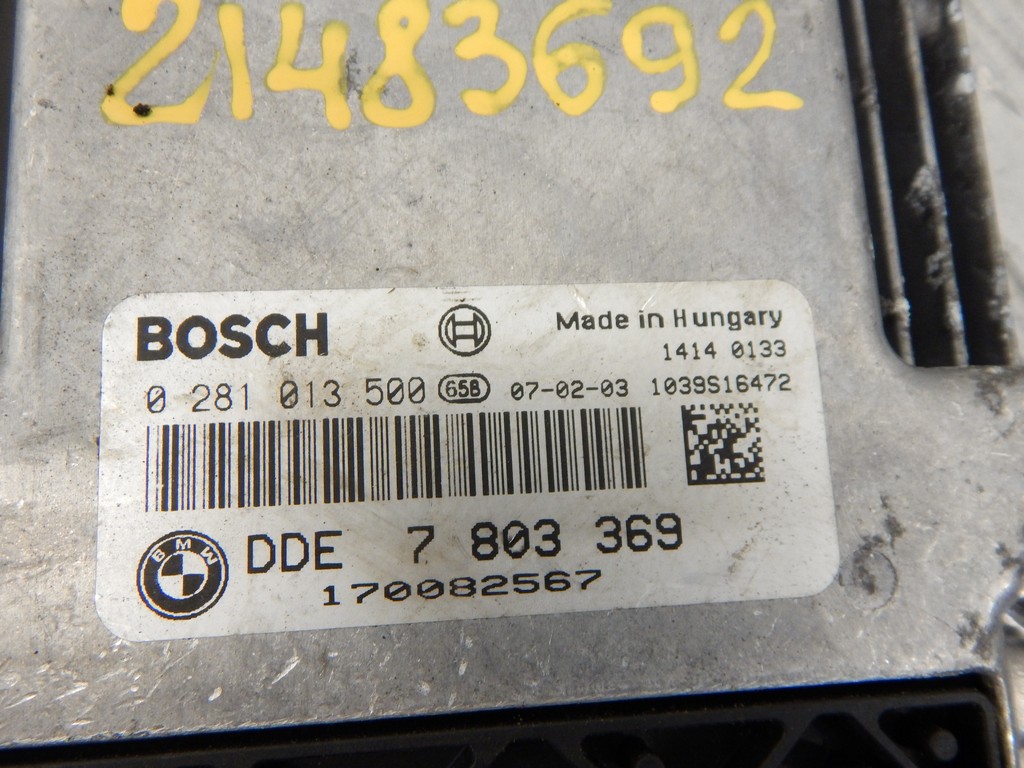 21483692
BOSCH
Made in Hungary
1414 0133
0 281 013 500 658 07-02-03 1039S16472
BMW DDE 7 803 369
170082567